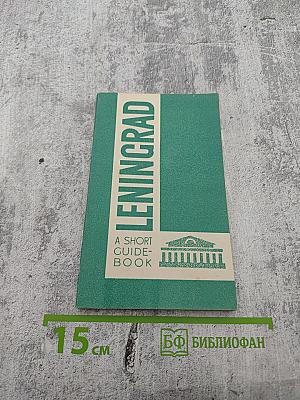 LENINGRAD
A SHORT
GUIDE-
BOOK
15 см
БФ БИБЛИОФАН